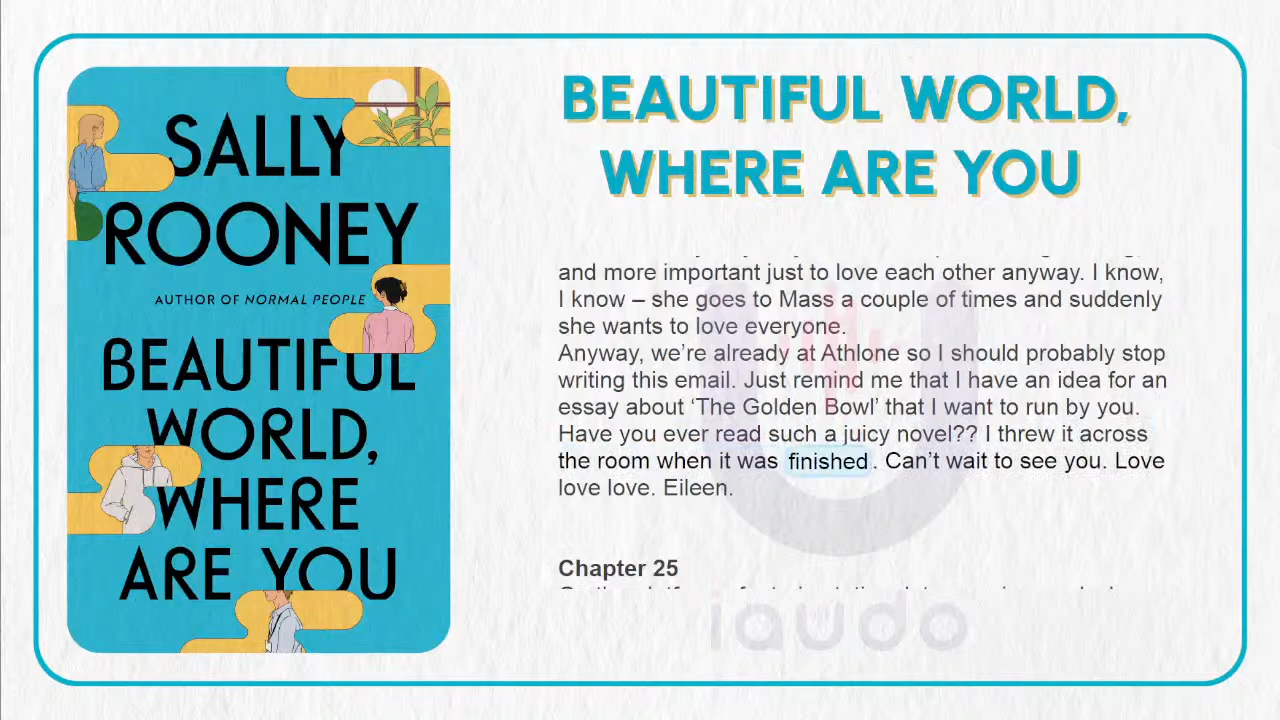 SALLY
ROONEY
AUTHOR OF NORMAL PEOPLE
BEAUTIFUL
WORLD,
WHERE
ARE YOU
BEAUTIFUL WORLD,
WHERE ARE YOU
and more important just to love each other anyway. I know,
I know – she goes to Mass a couple of times and suddenly
she wants to love everyone.
Anyway, we’re already at Athlone so I should probably stop
writing this email. Just remind me that I have an idea for an
essay about ‘The Golden Bowl’ that I want to run by you.
Have you ever read such a juicy novel?? I threw it across
the room when it was finished. Can’t wait to see you. Love
love love. Eileen.
Chapter 25
iaudo